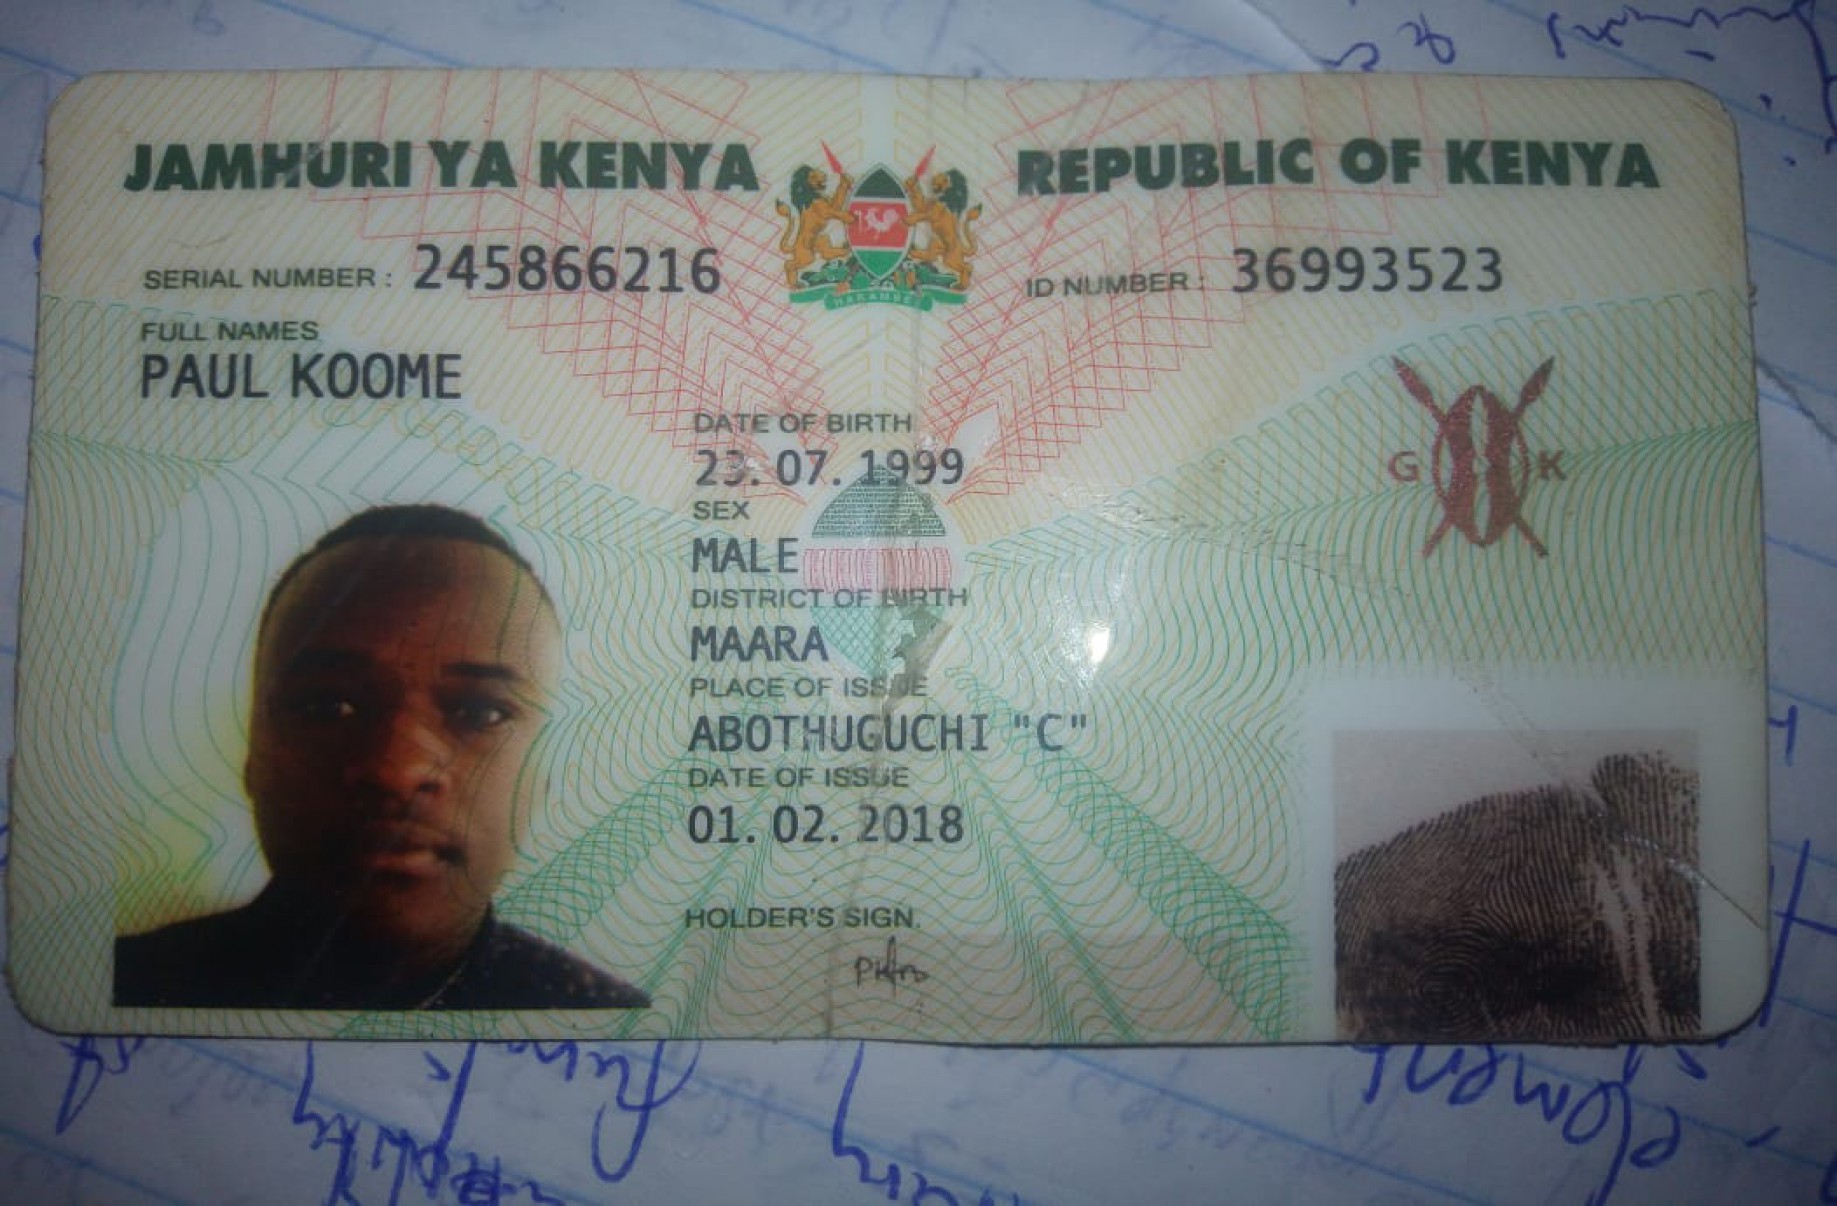 JAMHURI YA KENYA REPUBLIC OF KENYA
HARAMBEE
SERIAL NUMBER : 245866216 ID NUMBER : 36993523
FULL NAMES
PAUL KOOME
DATE OF BIRTH
23. 07. 1999
G K
SEX
MALE
DISTRICT OF BIRTH
MAARA
PLACE OF ISSUE
ABOTHUGUCHI "C"
DATE OF ISSUE
01. 02. 2018
HOLDER'S SIGN.